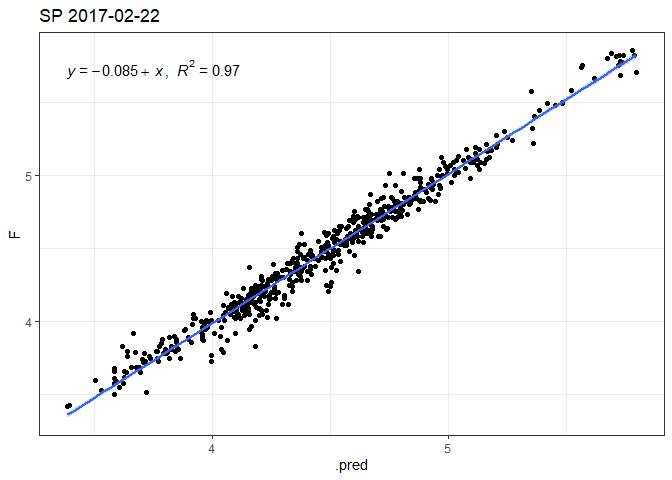 SP 2017-02-22
y = −0.085 + x , R² = 0.97
5
F
4
4 5
.pred